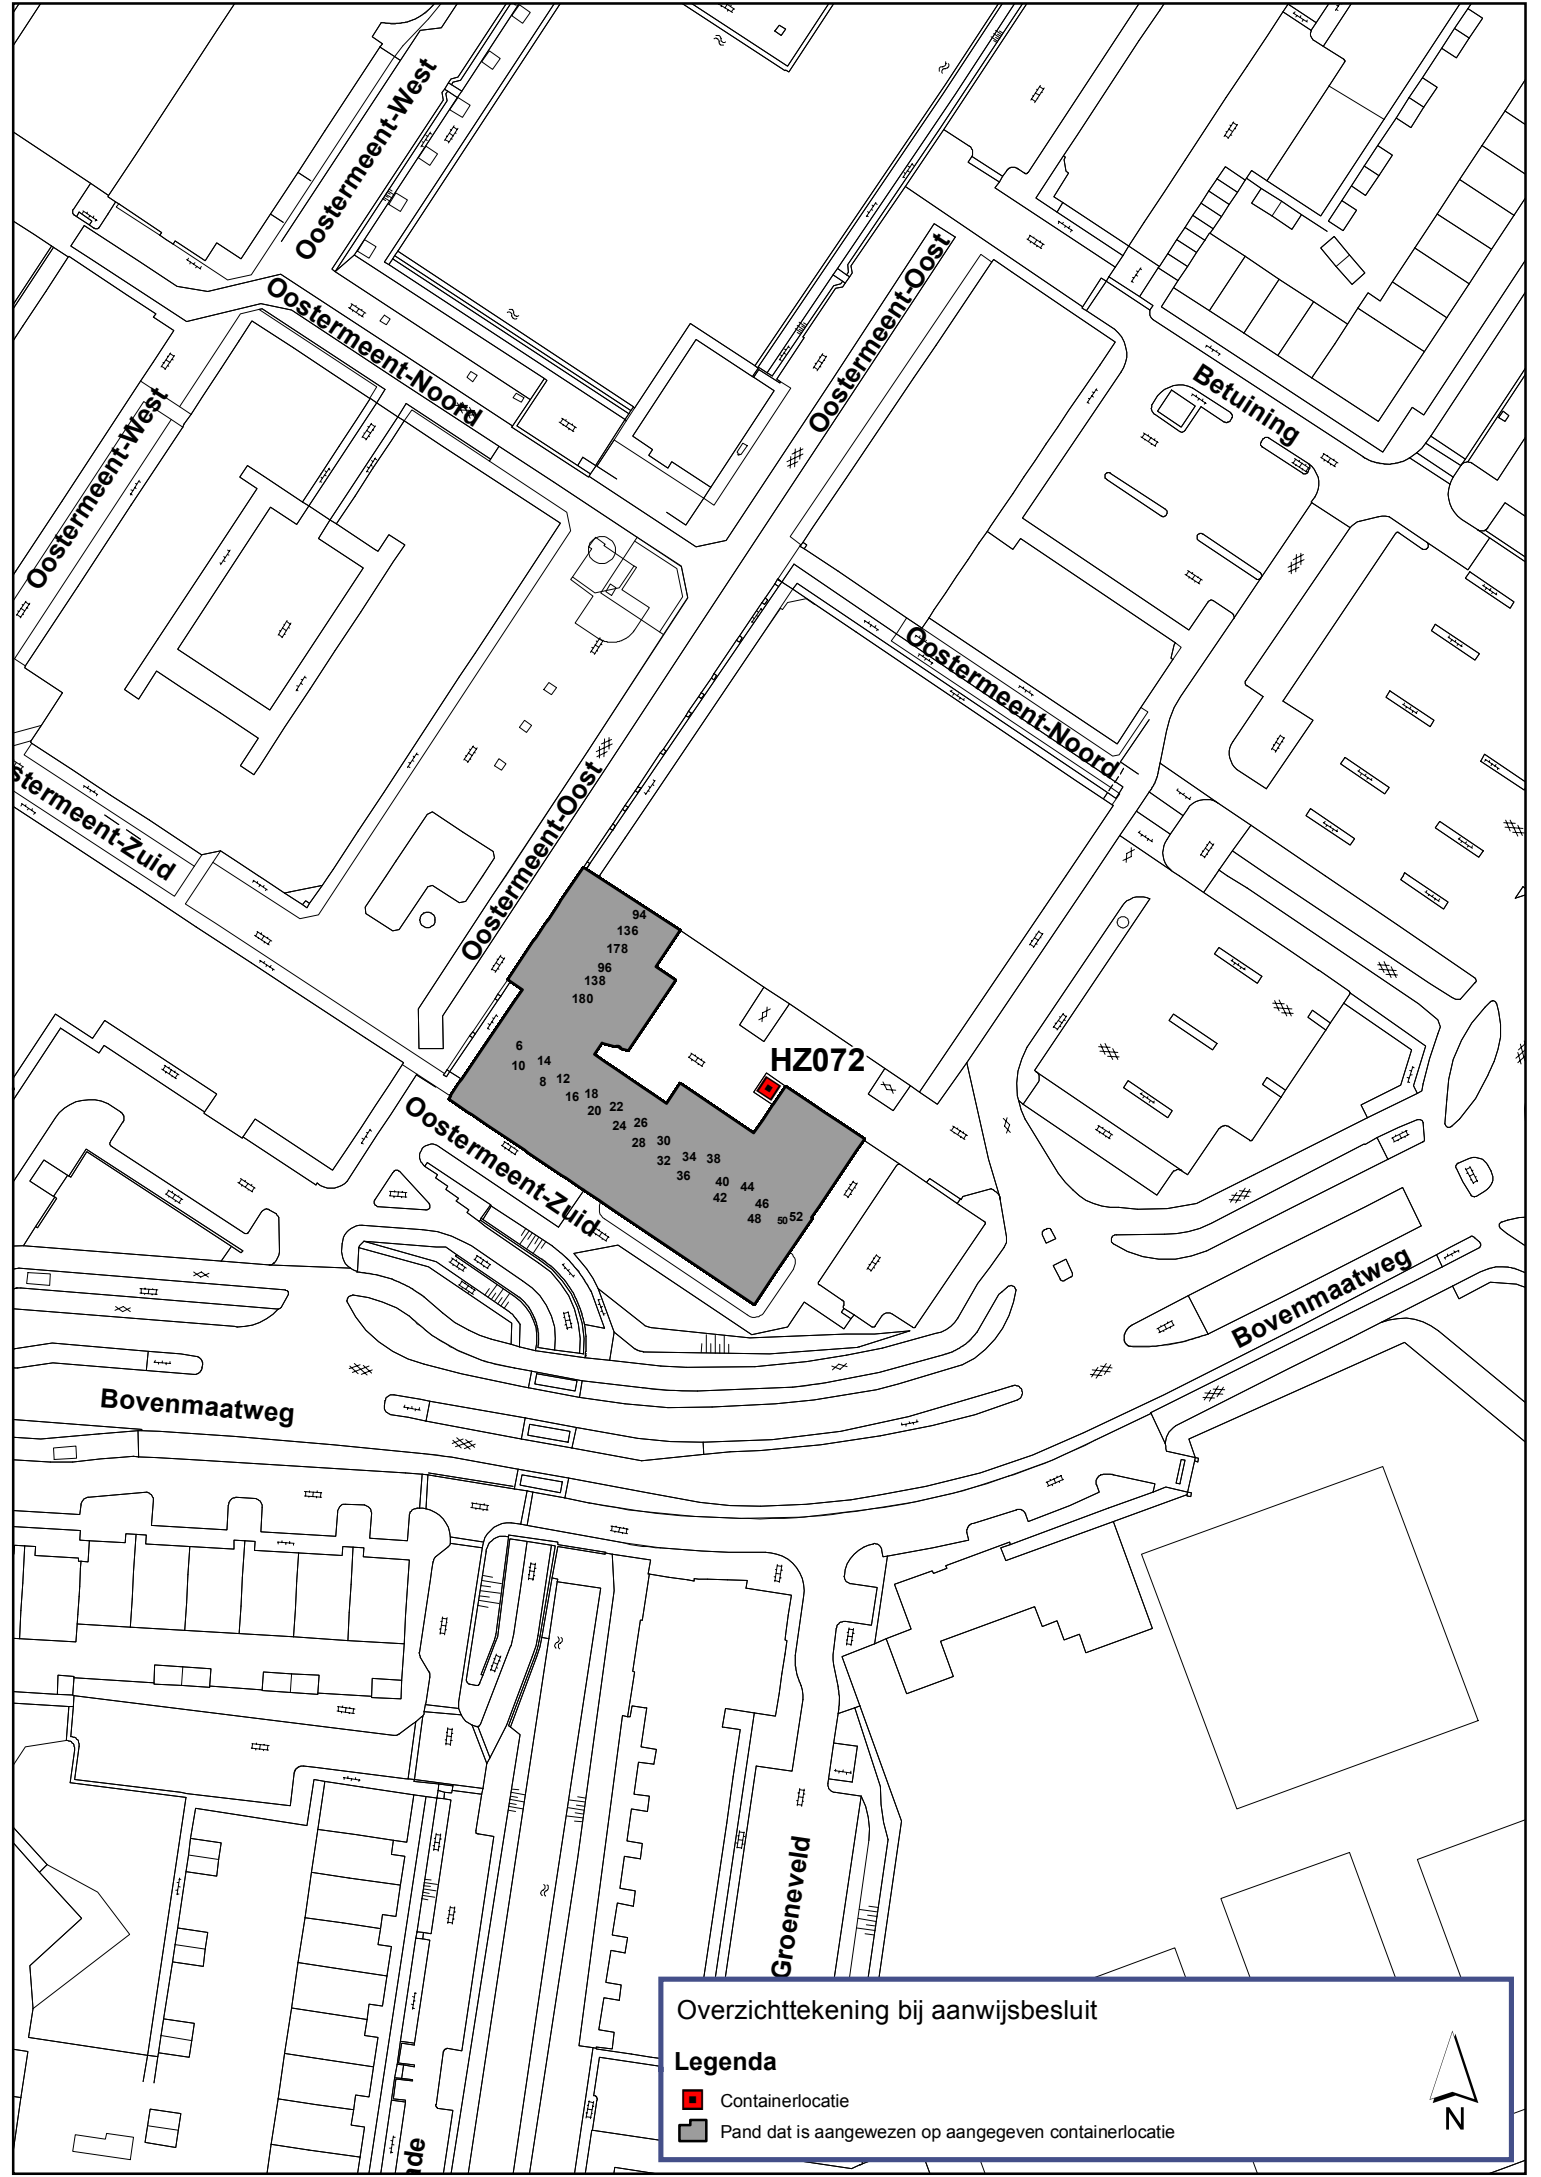 Oostermeent-West
Oostermeent-Oost
Oostermeent-Noord
Betuining
Oostermeent-West
Oostermeent-Noord
stermeent-Zuid
Oostermeent-Oost
94
136
178
96
138
180
6
10
14
8
12
16
18
20
22
24
26
28
30
32
34
36
38
40
42
44
46
48
50
52
HZ072
Oostermeent-Zuid
Bovenmaatweg
Bovenmaatweg
Groeneveld
ade
Overzichttekening bij aanwijsbesluit
Legenda
Containerlocatie
Pand dat is aangewezen op aangegeven containerlocatie
N